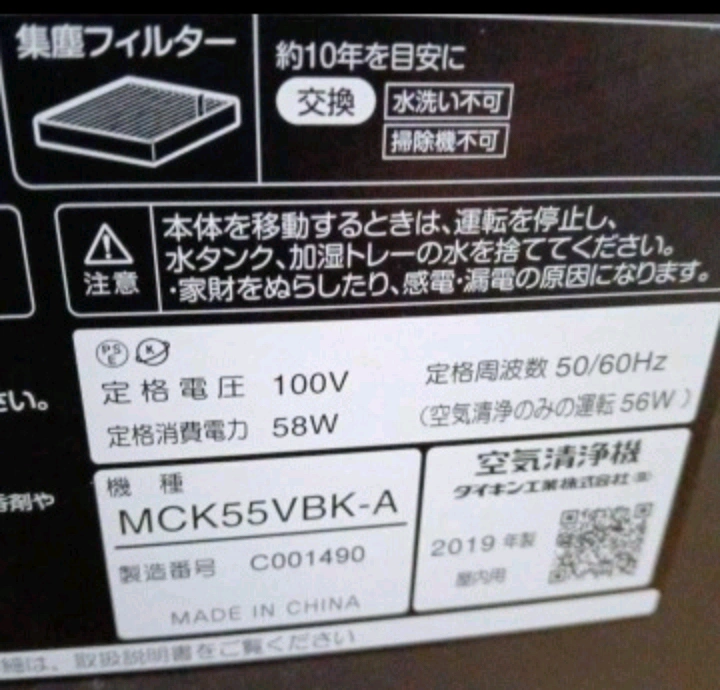 集塵フィルター
約10年を目安に
交換
水洗い不可
掃除機不可
注意
本体を移動するときは、運転を停止し、
水タンク、加湿トレーの水を捨ててください。
・家財をぬらしたり、感電・漏電の原因になります。
さい。
PSE
K
定格電圧 100V
定格周波数 50/60Hz
定格消費電力 58W
（空気清浄のみの運転 56W）
香剤や
機種
MCK55VBK-A
製造番号 C001490
MADE IN CHINA
空気清浄機
ダイキン工業株式会社
2019 年製
屋内用
細は、取扱説明書をご覧ください